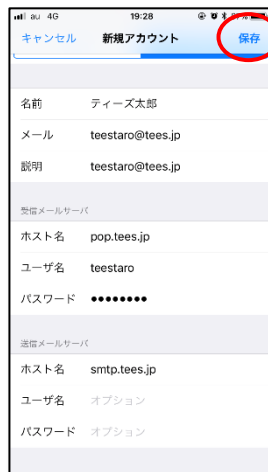 au 4G 19:28
キャンセル 新規アカウント 保存
名前 ティーズ太郎
メール teestaro@tees.jp
説明 teestaro@tees.jp
受信メールサーバ
ホスト名 pop.tees.jp
ユーザ名 teestaro
パスワード ●●●●●●●●
送信メールサーバ
ホスト名 smtp.tees.jp
ユーザ名 オプション
パスワード オプション